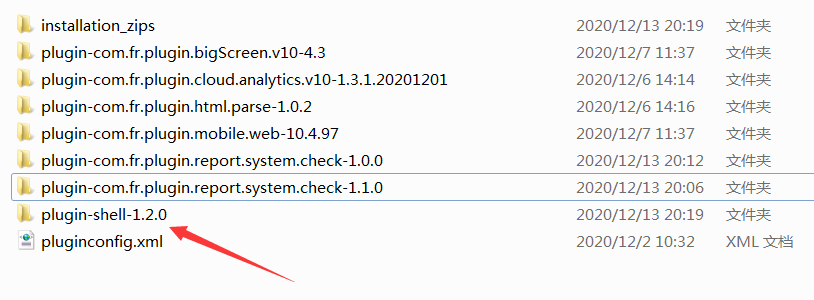 installation_zips 2020/12/13 20:19 文件夹
plugin-com.fr.plugin.bigScreen.v10-4.3 2020/12/7 11:37 文件夹
plugin-com.fr.plugin.cloud.analytics.v10-1.3.1.20201201 2020/12/6 14:14 文件夹
plugin-com.fr.plugin.html.parse-1.0.2 2020/12/6 14:16 文件夹
plugin-com.fr.plugin.mobile.web-10.4.97 2020/12/7 11:37 文件夹
plugin-com.fr.plugin.report.system.check-1.0.0 2020/12/13 20:12 文件夹
plugin-com.fr.plugin.report.system.check-1.1.0 2020/12/13 20:06 文件夹
plugin-shell-1.2.0 2020/12/13 20:19 文件夹
pluginconfig.xml 2020/12/2 10:32 XML 文档